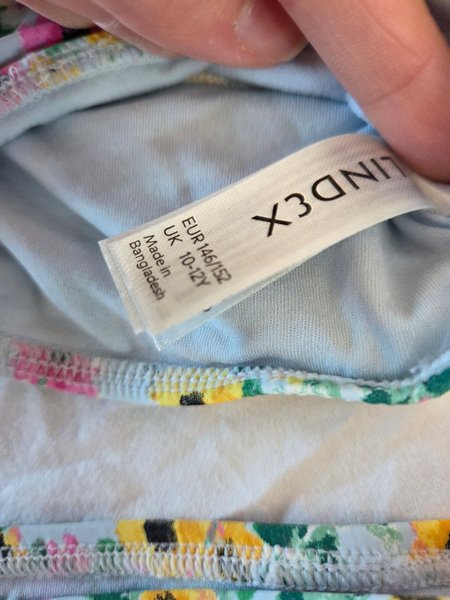 LINDEX
EUR 146/152
UK 10-12Y
Made in
Bangladesh